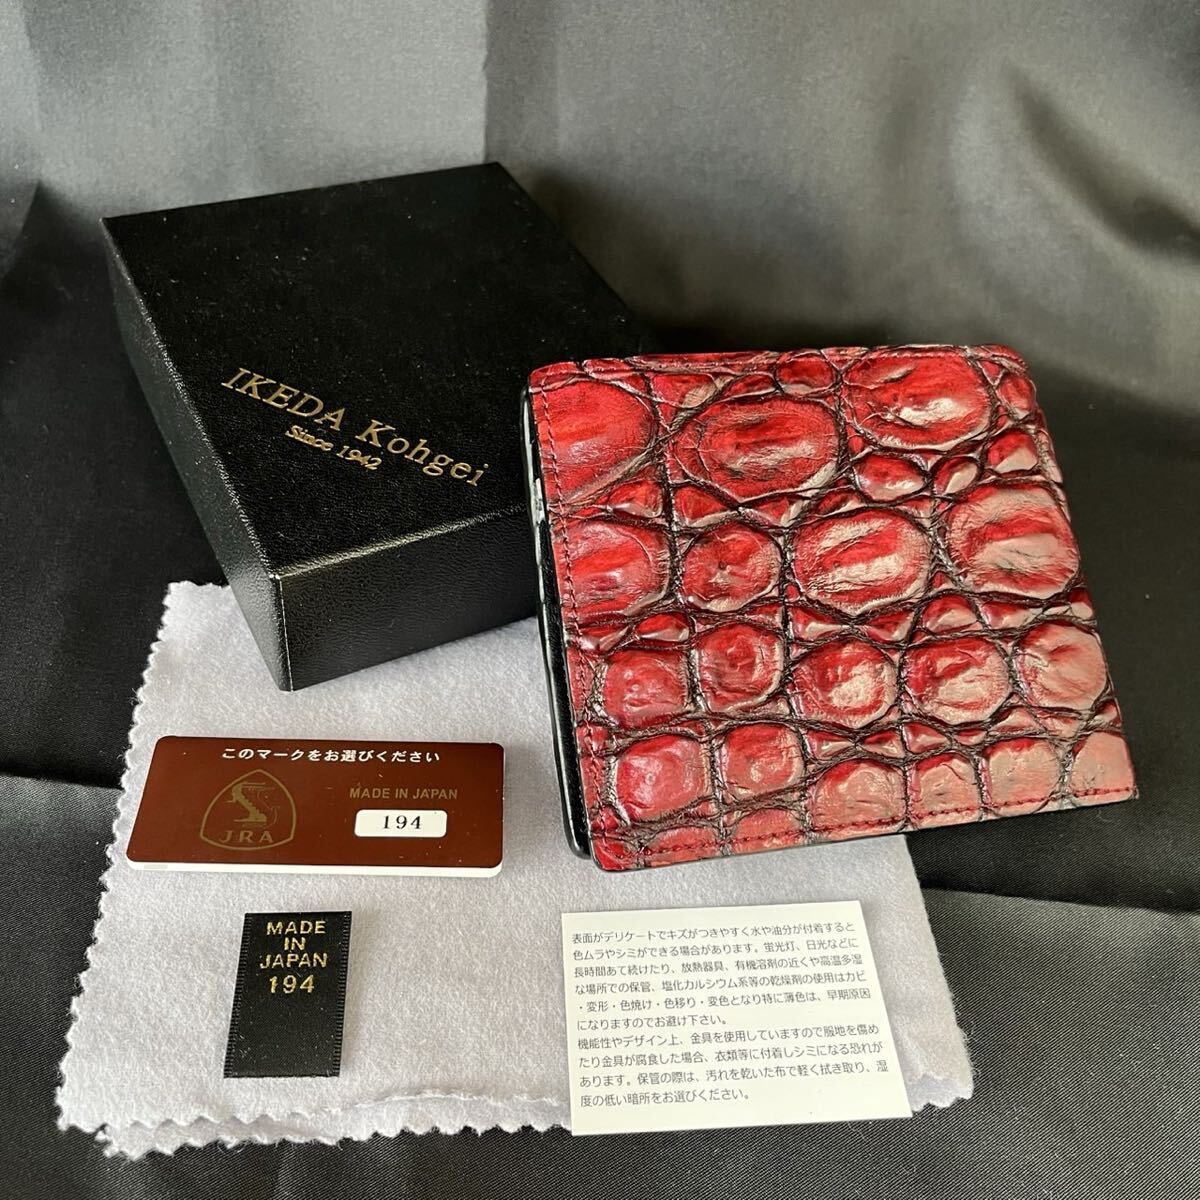 IKEDA Kohgei
Since 1942
このマークをお選びください
MADE IN JAPAN
194
JRA
MADE
IN
JAPAN
194
表面がデリケートでキズがつきやすく水や油分が付着すると
色ムラやシミができる場合があります。蛍光灯、日光などに
長時間あて続けたり、放熱器具、有機溶剤の近くや高温多湿
な場所での保管、塩化カルシウム系等の乾燥剤の使用はカビ
・変形・色焼け・色移り・変色となり特に薄色は、早期原因
になりますのでお避け下さい。
機能性やデザイン上、金具を使用していますので服地を傷め
たり金具が腐食した場合、衣類等に付着しシミになる恐れが
あります。保管の際は、汚れを乾いた布で軽く拭き取り、湿
度の低い暗所をお選びください。